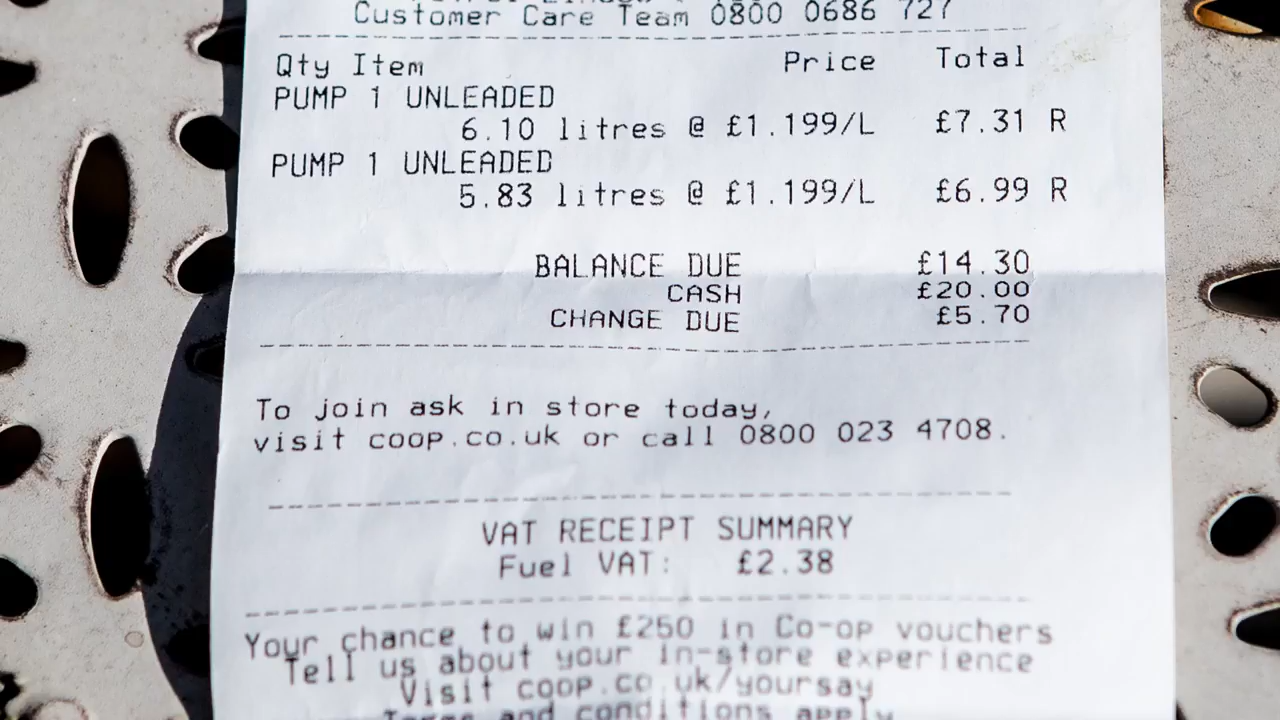 Customer Care Team 0800 0686 727
Qty Item Price Total
PUMP 1 UNLEADED
6.10 litres @ £1.199/L £7.31 R
PUMP 1 UNLEADED
5.83 litres @ £1.199/L £6.99 R
BALANCE DUE £14.30
CASH £20.00
CHANGE DUE £5.70
To join ask in store today,
visit coop.co.uk or call 0800 023 4708.
VAT RECEIPT SUMMARY
Fuel VAT: £2.38
Your chance to win £250 in Co-op vouchers
Tell us about your in-store experience
Visit coop.co.uk/yoursay
Terms and conditions apply